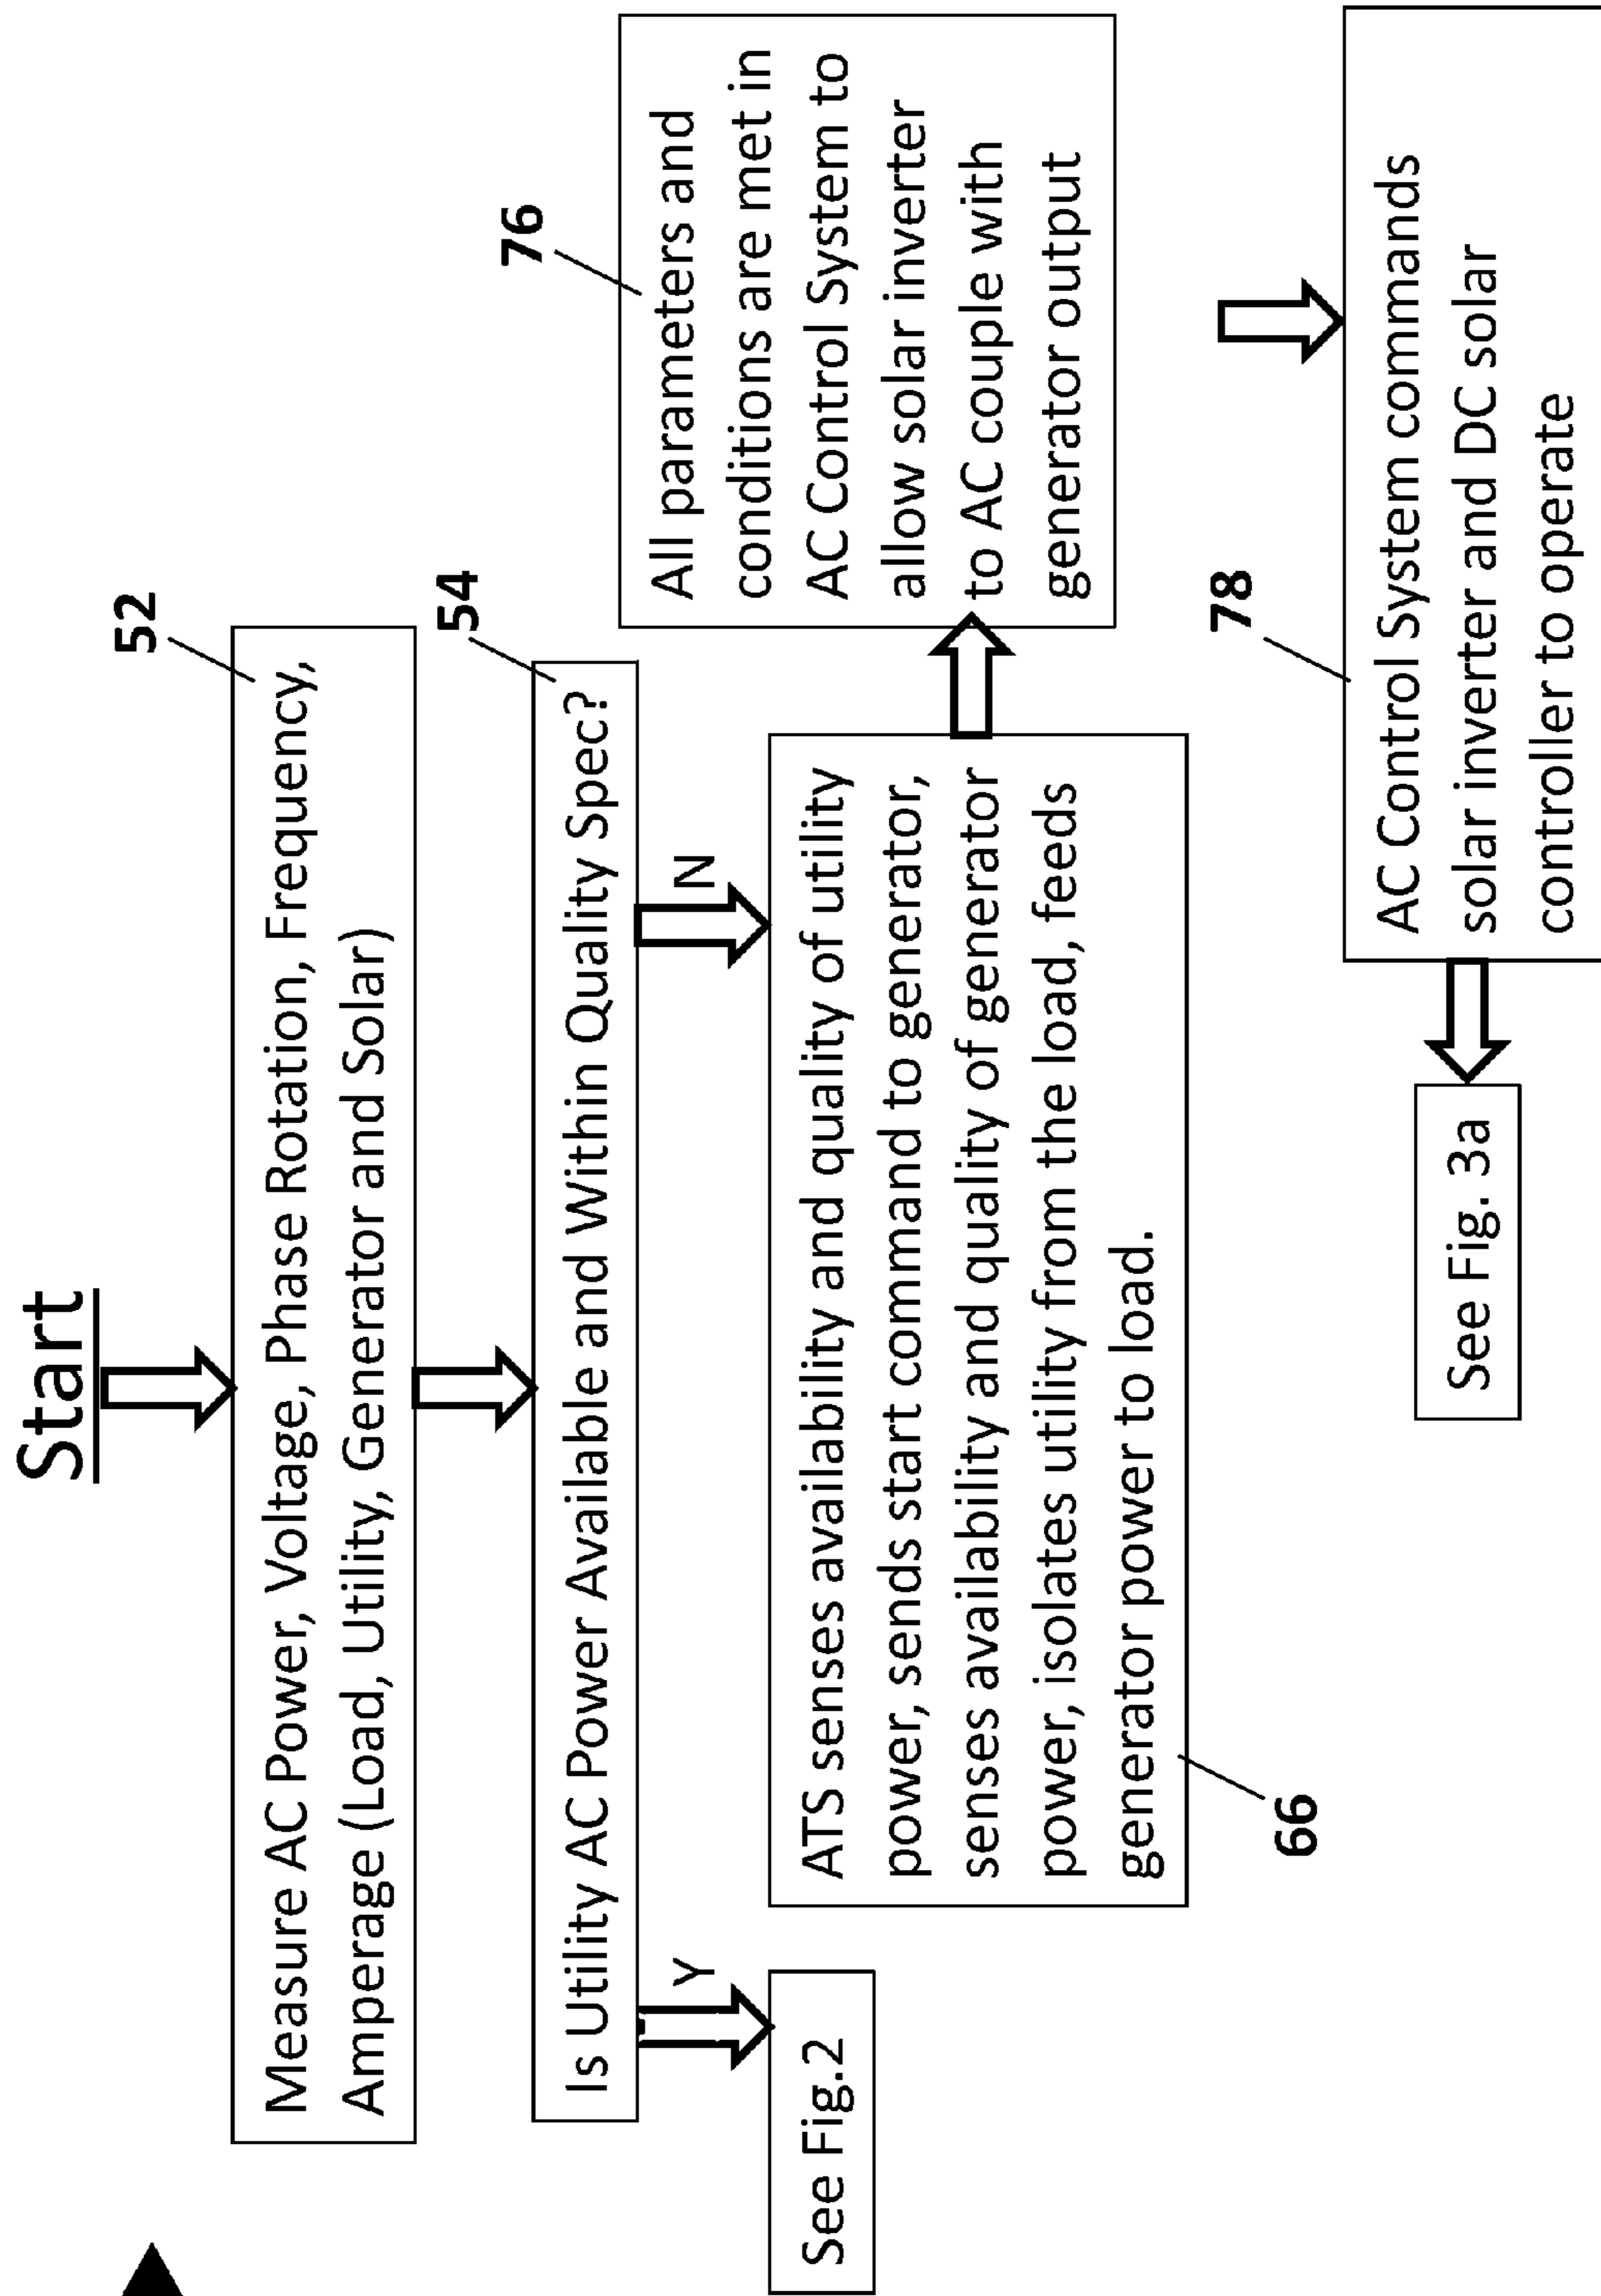 Start
52
Measure AC Power, Voltage, Phase Rotation, Frequency,
Amperage (Load, Utility, Generator and Solar)
54
Is Utility AC Power Available and Within Quality Spec?
Y
N
See Fig.2
ATS senses availability and quality of utility
power, sends start command to generator,
senses availability and quality of generator
power, isolates utility from the load, feeds
generator power to load.
66
76
All parameters and
conditions are met in
AC Control System to
allow solar inverter
to AC couple with
generator output
78
AC Control System commands
solar inverter and DC solar
controller to operate
See Fig. 3a